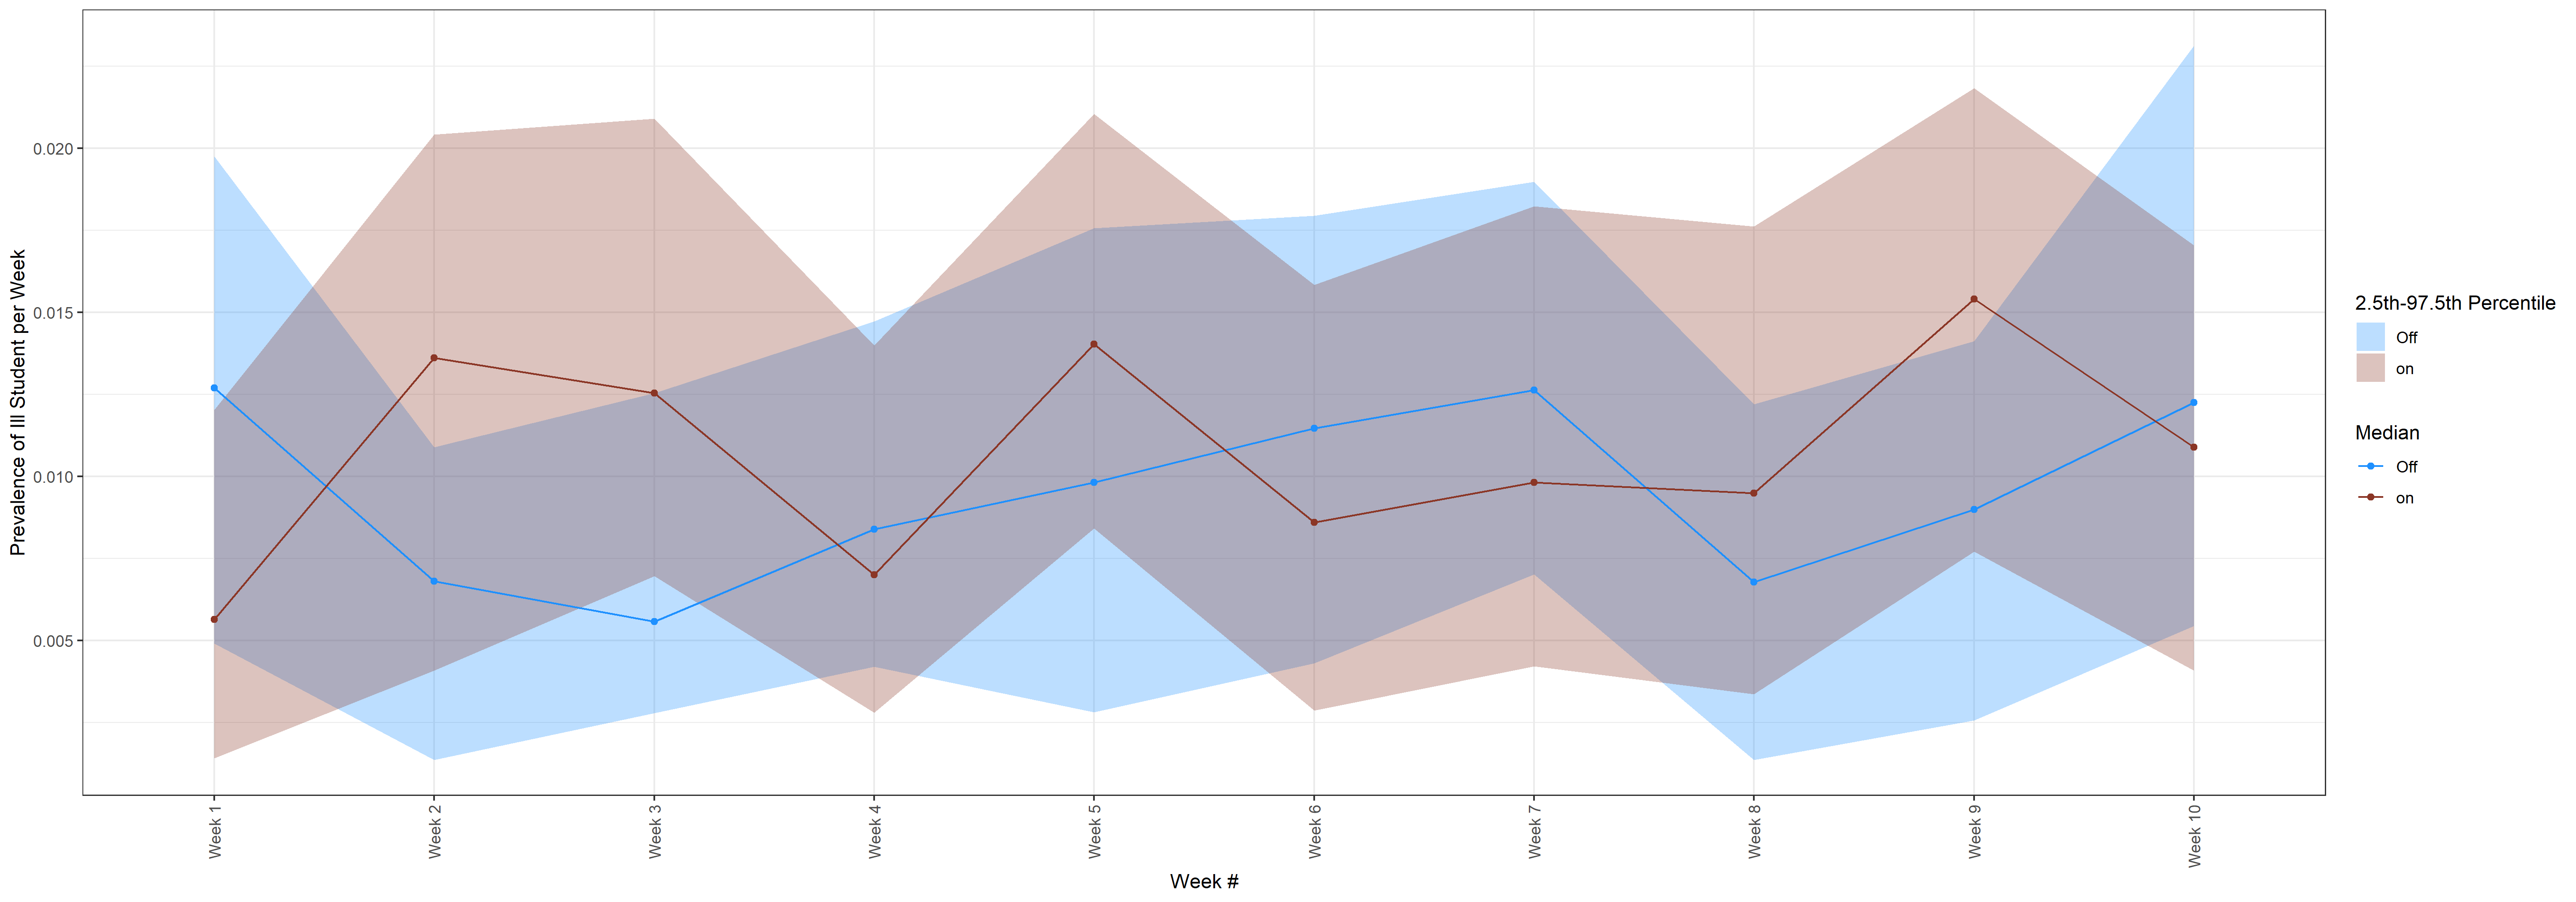 Prevalence of Ill Student per Week
0.020
0.015
0.010
0.005
Week 1
Week 2
Week 3
Week 4
Week 5
Week 6
Week 7
Week 8
Week 9
Week 10
Week #
2.5th-97.5th Percentile
Off
on
Median
Off
on